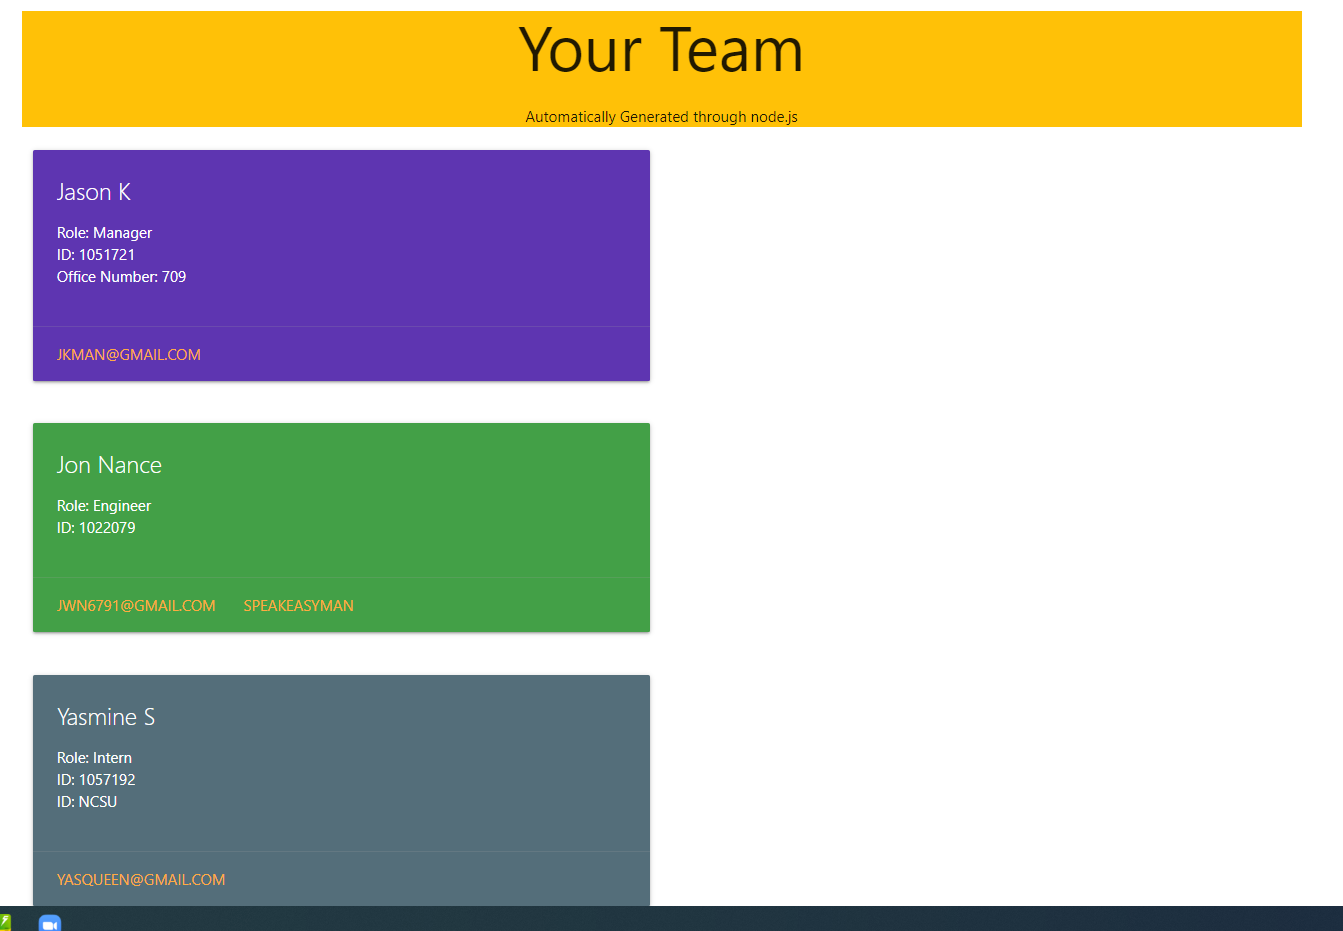 Your Team
Automatically Generated through node.js
Jason K
Role: Manager
ID: 1051721
Office Number: 709
JKMAN@GMAIL.COM
Jon Nance
Role: Engineer
ID: 1022079
JWN6791@GMAIL.COM SPEAKEASYMAN
Yasmine S
Role: Intern
ID: 1057192
ID: NCSU
YASQUEEN@GMAIL.COM